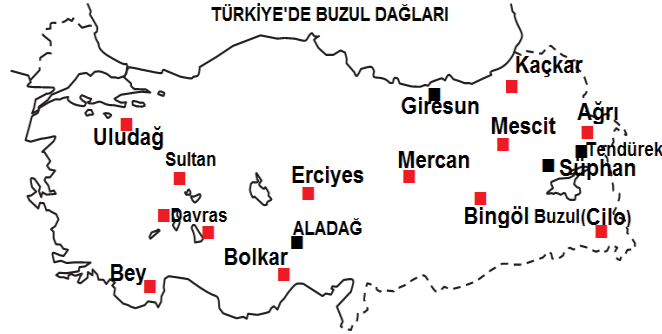 TÜRKİYE'DE BUZUL DAĞLARI
Kaçkar
Giresun
Ağrı
Mescit
Uludağ
Tendürek
Sultan
Mercan
Süphan
Erciyes
Davras
Bingöl Buzul(Cilo)
ALADAĞ
Bolkar
Bey